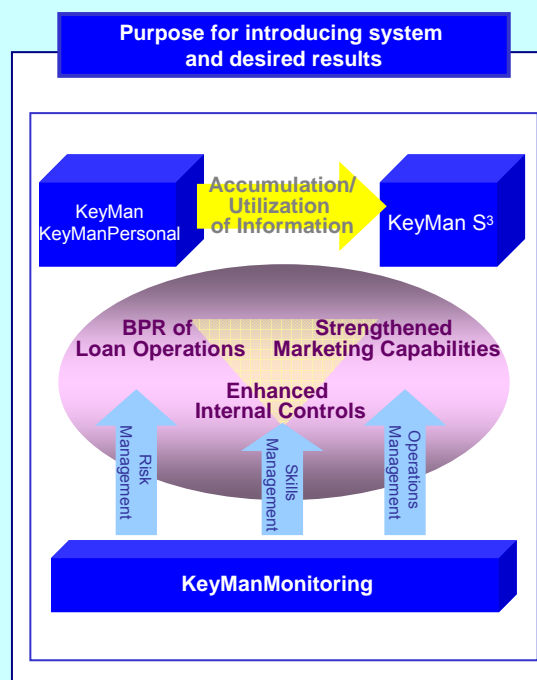 Purpose for introducing system
and desired results
KeyMan
KeyManPersonal
Accumulation/
Utilization
of Information
KeyMan S³
BPR of
Loan Operations
Strengthened
Marketing Capabilities
Enhanced
Internal Controls
Risk
Management
Skills
Management
Operations
Management
KeyManMonitoring